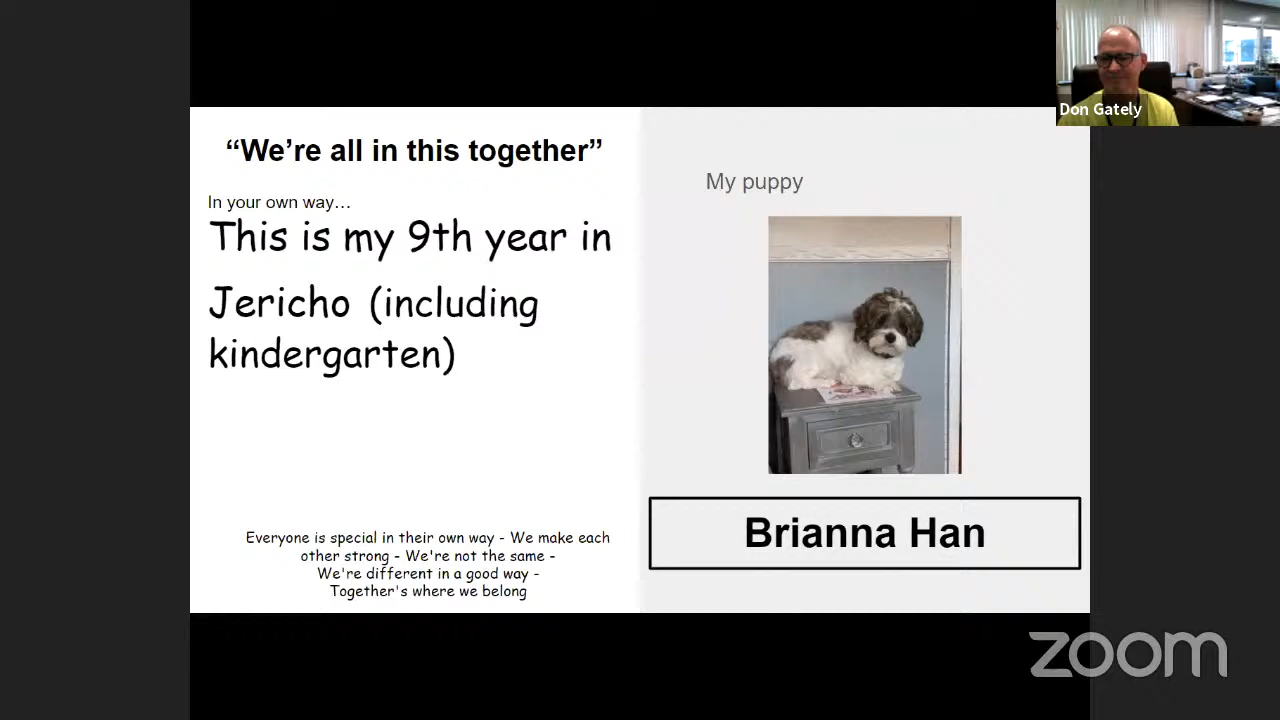 Don Gately
“We’re all in this together”
In your own way…
This is my 9th year in
Jericho (including
kindergarten)
Everyone is special in their own way - We make each
other strong - We're not the same -
We're different in a good way -
Together's where we belong
My puppy
Brianna Han
zoom